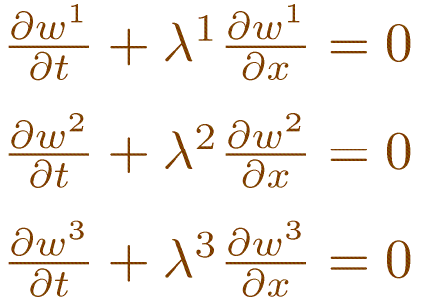 ∂w¹/∂t + λ¹ ∂w¹/∂x = 0
∂w²/∂t + λ² ∂w²/∂x = 0
∂w³/∂t + λ³ ∂w³/∂x = 0